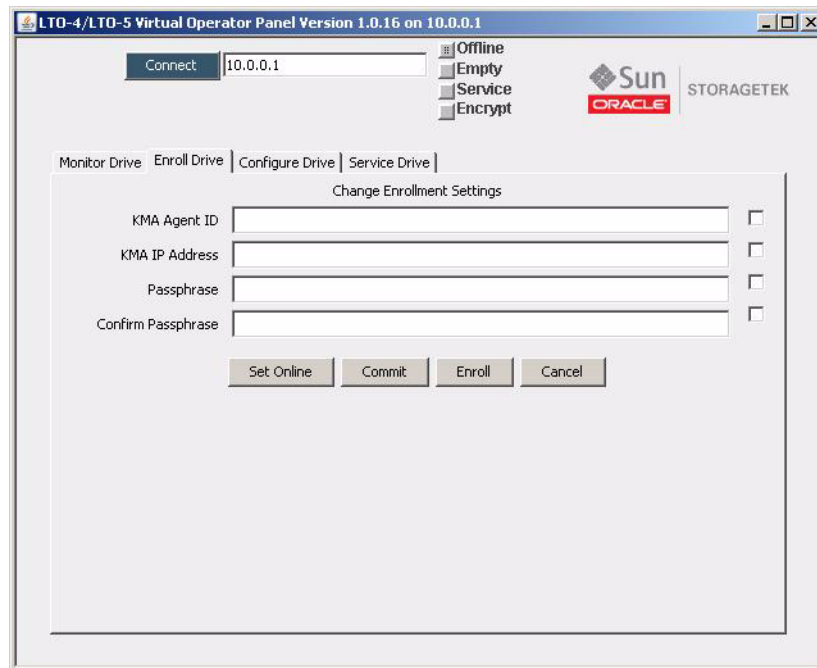 LTO-4/LTO-5 Virtual Operator Panel Version 1.0.16 on 10.0.0.1
Connect 10.0.0.1
Offline
Empty
Service
Encrypt
Sun
ORACLE
STORAGETEK
Monitor Drive Enroll Drive Configure Drive Service Drive
Change Enrollment Settings
KMA Agent ID
KMA IP Address
Passphrase
Confirm Passphrase
Set Online Commit Enroll Cancel